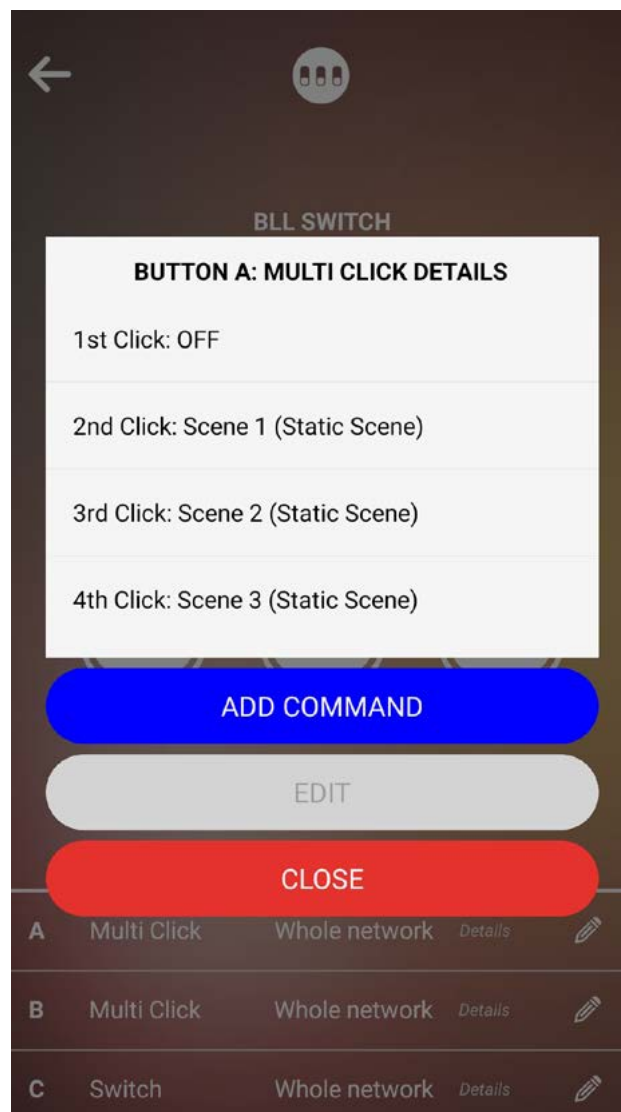 BLL SWITCH
BUTTON A: MULTI CLICK DETAILS
1st Click: OFF
2nd Click: Scene 1 (Static Scene)
3rd Click: Scene 2 (Static Scene)
4th Click: Scene 3 (Static Scene)
ADD COMMAND
EDIT
CLOSE
A Multi Click Whole network Details
B Multi Click Whole network Details
C Switch Whole network Details